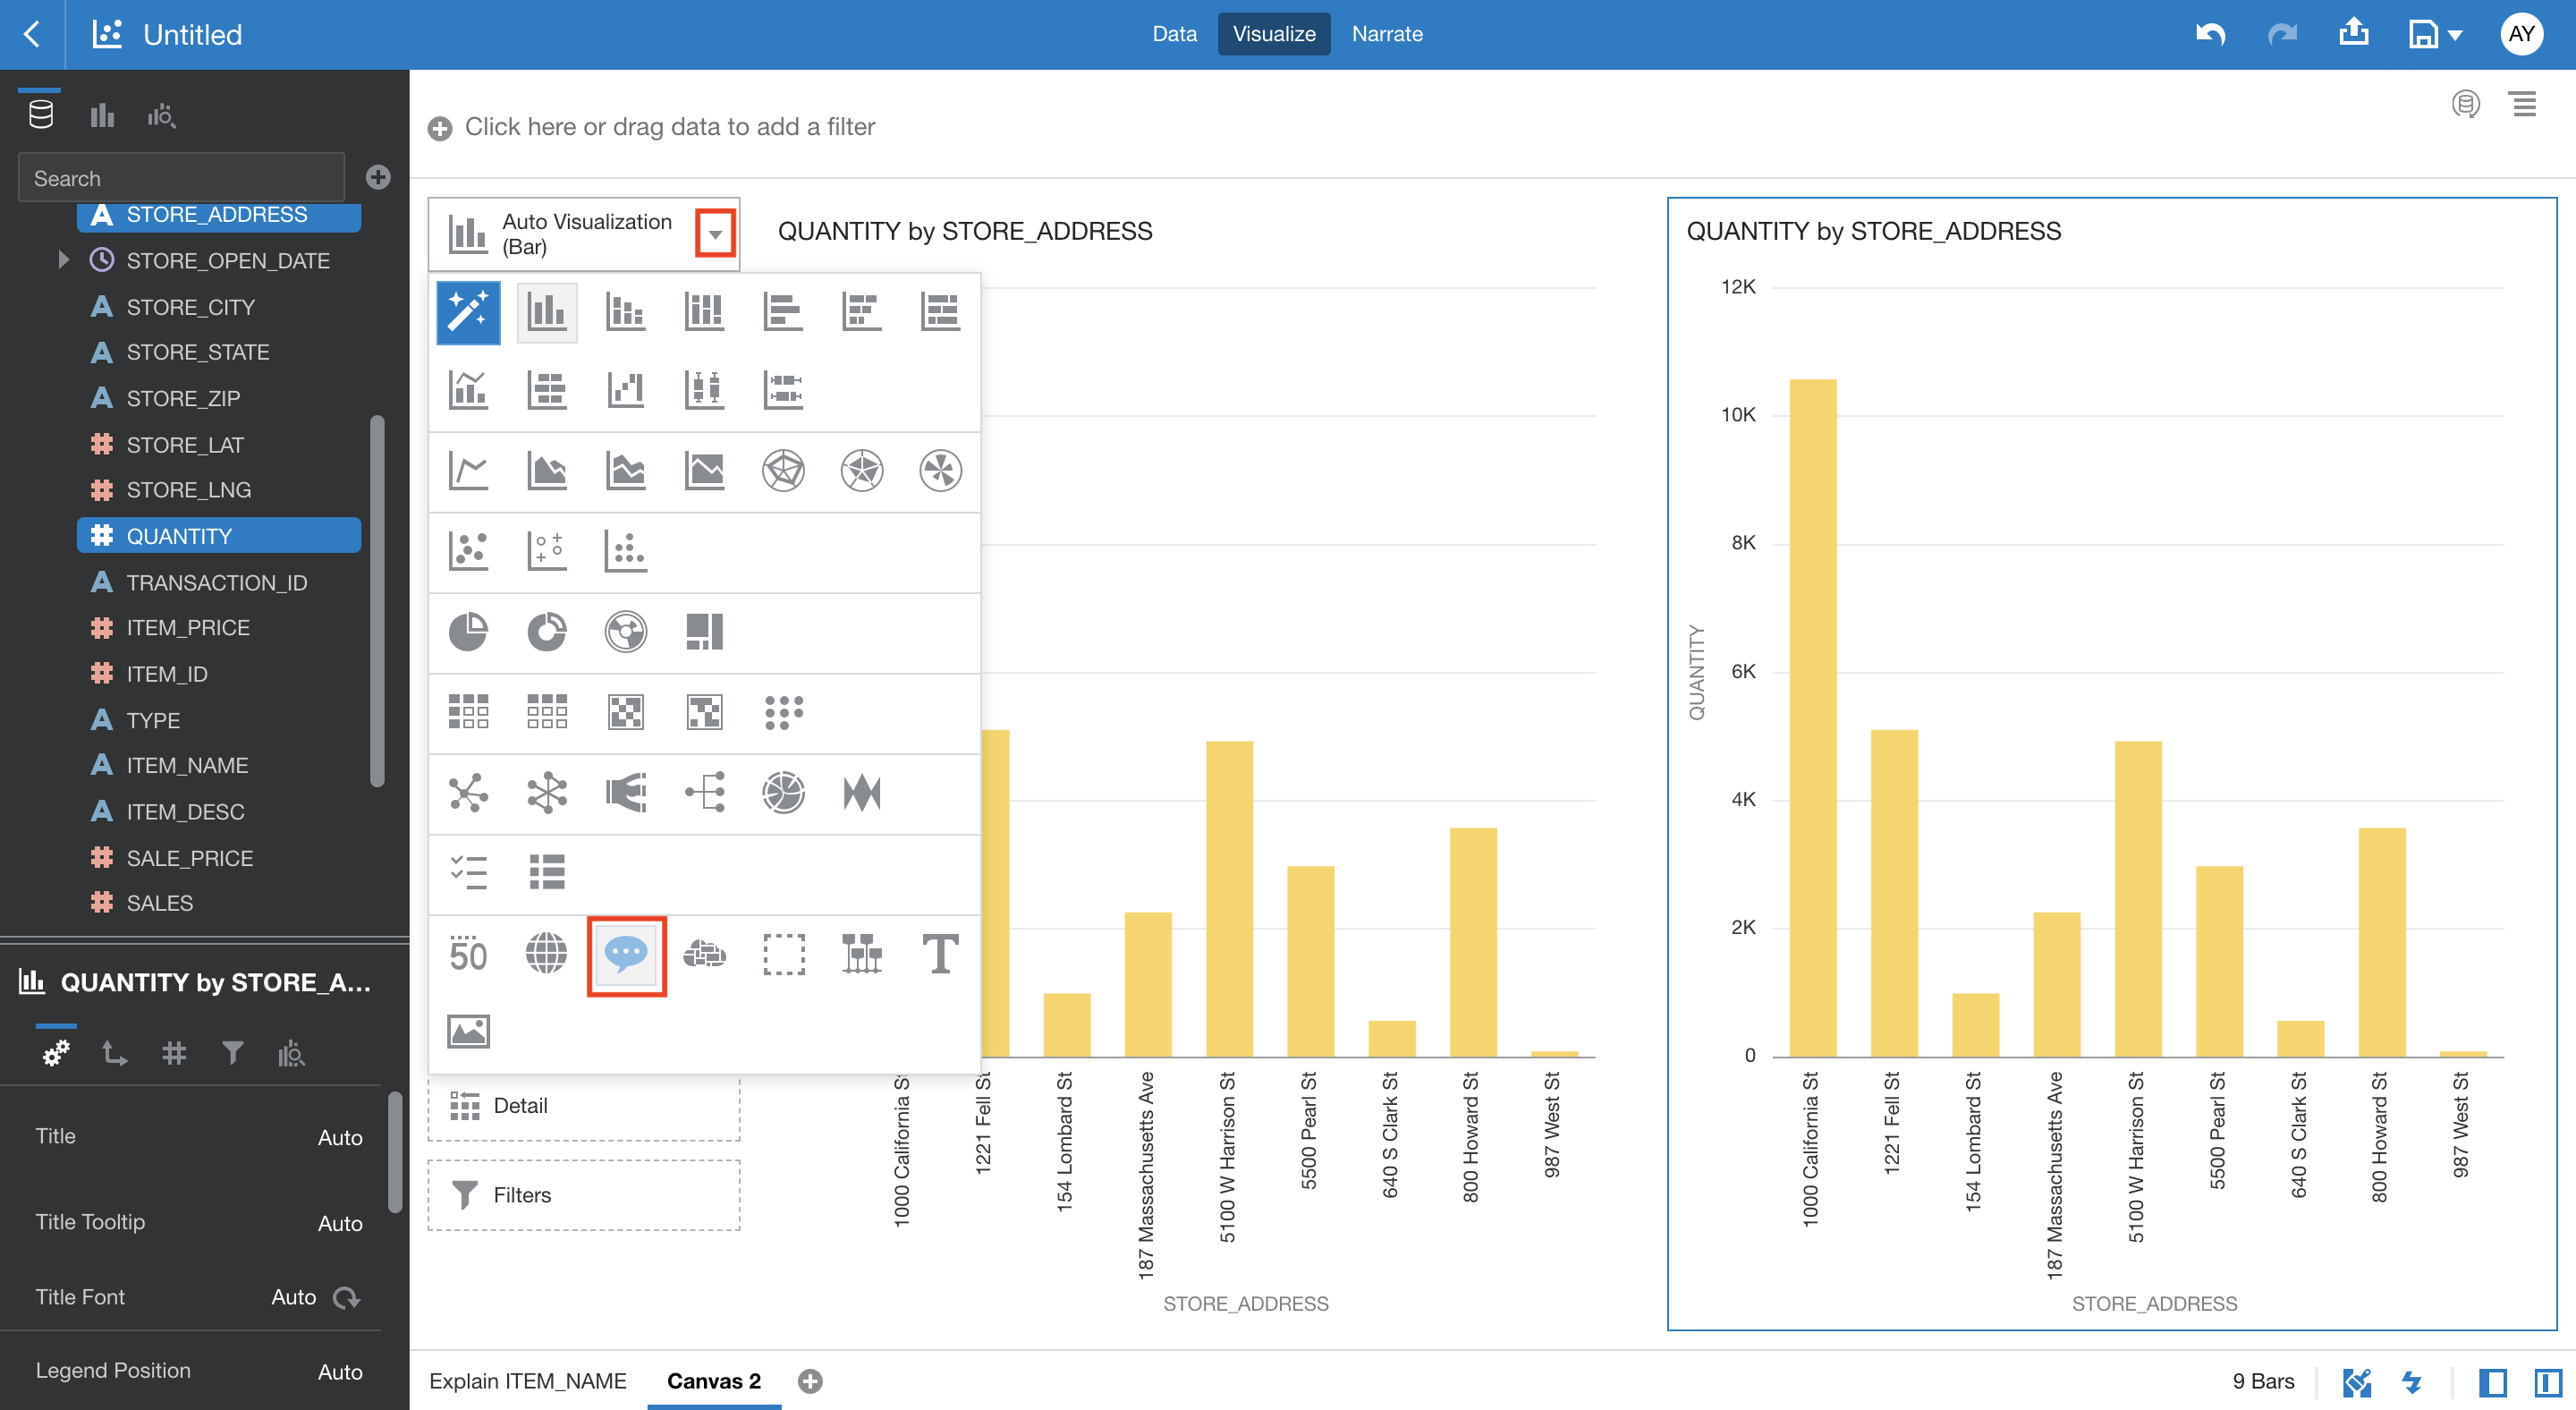 Untitled
Data
Visualize
Narrate
AY
Search
STORE_ADDRESS
STORE_OPEN_DATE
STORE_CITY
STORE_STATE
STORE_ZIP
STORE_LAT
STORE_LNG
QUANTITY
TRANSACTION_ID
ITEM_PRICE
ITEM_ID
TYPE
ITEM_NAME
ITEM_DESC
SALE_PRICE
SALES
QUANTITY by STORE_A...
Title
Auto
Title Tooltip
Auto
Title Font
Auto
Legend Position
Auto
Click here or drag data to add a filter
Auto Visualization
(Bar)
50
T
Detail
Filters
QUANTITY by STORE_ADDRESS
1000 California St
1221 Fell St
154 Lombard St
187 Massachusetts Ave
5100 W Harrison St
5500 Pearl St
640 S Clark St
800 Howard St
987 West St
STORE_ADDRESS
QUANTITY by STORE_ADDRESS
12K
10K
8K
6K
4K
2K
0
QUANTITY
1000 California St
1221 Fell St
154 Lombard St
187 Massachusetts Ave
5100 W Harrison St
5500 Pearl St
640 S Clark St
800 Howard St
987 West St
STORE_ADDRESS
Explain ITEM_NAME
Canvas 2
9 Bars